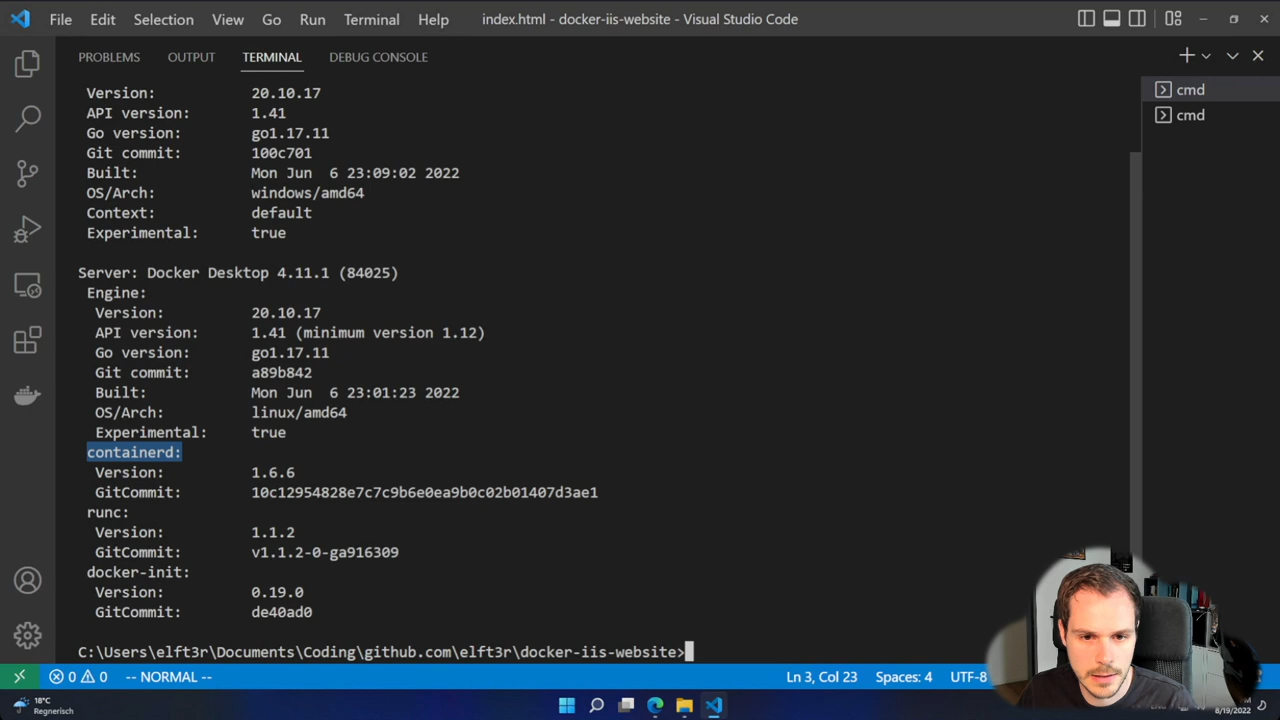 File Edit Selection View Go Run Terminal Help index.html - docker-iis-website - Visual Studio Code
PROBLEMS OUTPUT TERMINAL DEBUG CONSOLE
cmd
cmd
Version: 20.10.17
API version: 1.41
Go version: go1.17.11
Git commit: 100c701
Built: Mon Jun  6 23:09:02 2022
OS/Arch: windows/amd64
Context: default
Experimental: true
Server: Docker Desktop 4.11.1 (84025)
Engine:
Version: 20.10.17
API version: 1.41 (minimum version 1.12)
Go version: go1.17.11
Git commit: a89b842
Built: Mon Jun  6 23:01:23 2022
OS/Arch: linux/amd64
Experimental: true
containerd:
Version: 1.6.6
GitCommit: 10c12954828e7c7c9b6e0ea9b0c02b01407d3ae1
runc:
Version: 1.1.2
GitCommit: v1.1.2-0-ga916309
docker-init:
Version: 0.19.0
GitCommit: de40ad0
C:\Users\elft3r\Documents\Coding\github.com\elft3r\docker-iis-website>
0 0 -- NORMAL -- Ln 3, Col 23 Spaces: 4 UTF-8
18°C
Regnerisch
8/19/2022